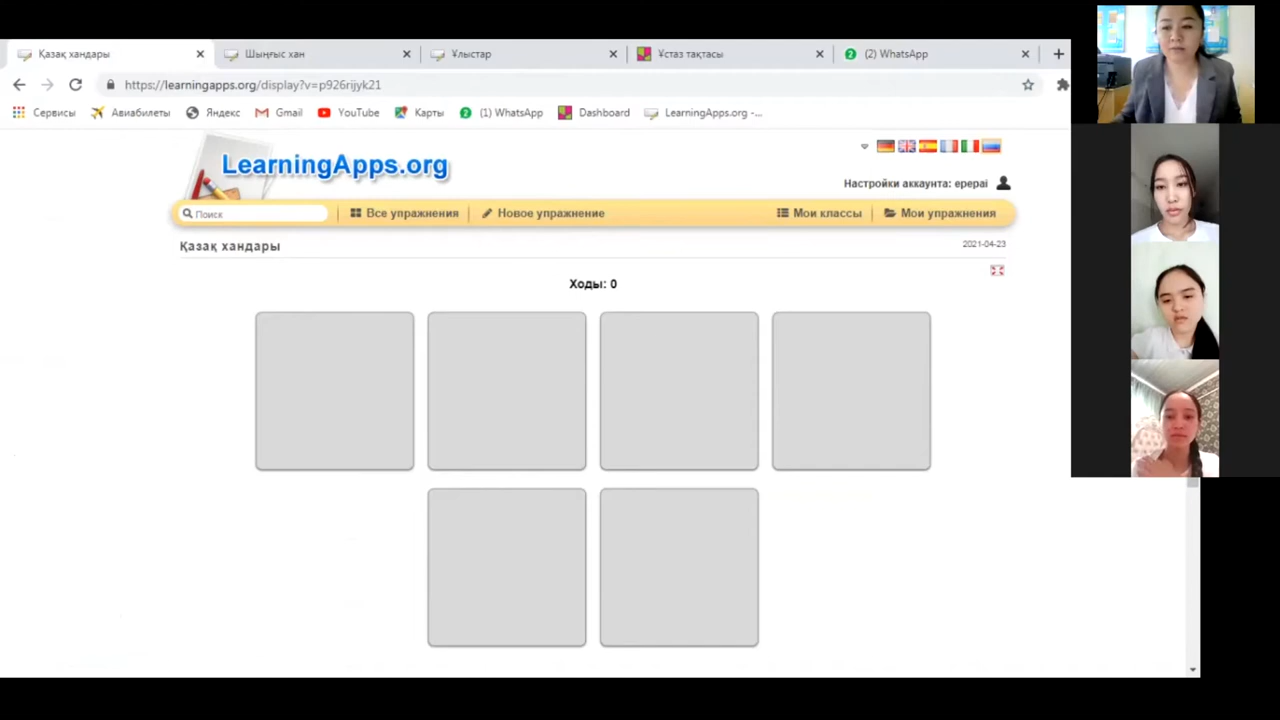 Қазақ хандары
Шыңғыс хан
Ұлыстар
Ұстаз тақтасы
(2) WhatsApp
https://learningapps.org/display?v=p926rijyk21
Сервисы
Авиабилеты
Яндекс
Gmail
YouTube
Карты
(1) WhatsApp
Dashboard
LearningApps.org -...
LearningApps.org
Настройки аккаунта: epepai
Поиск
Все упражнения
Новое упражнение
Мои классы
Мои упражнения
Қазақ хандары
2021-04-23
Ходы: 0